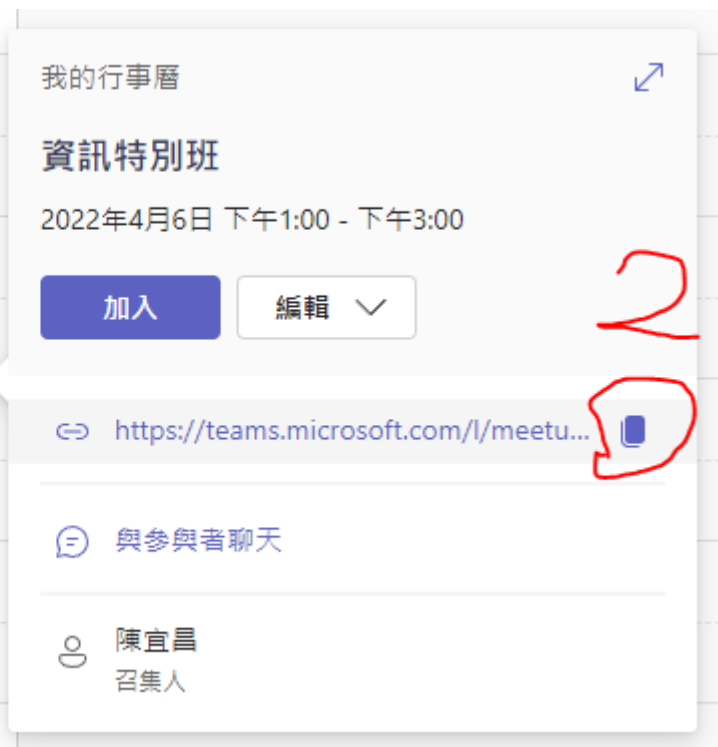 我的行事曆
資訊特別班
2022年4月6日 下午1:00 - 下午3:00
加入 編輯
2
https://teams.microsoft.com/l/meetu...
與參與者聊天
陳宜昌
召集人